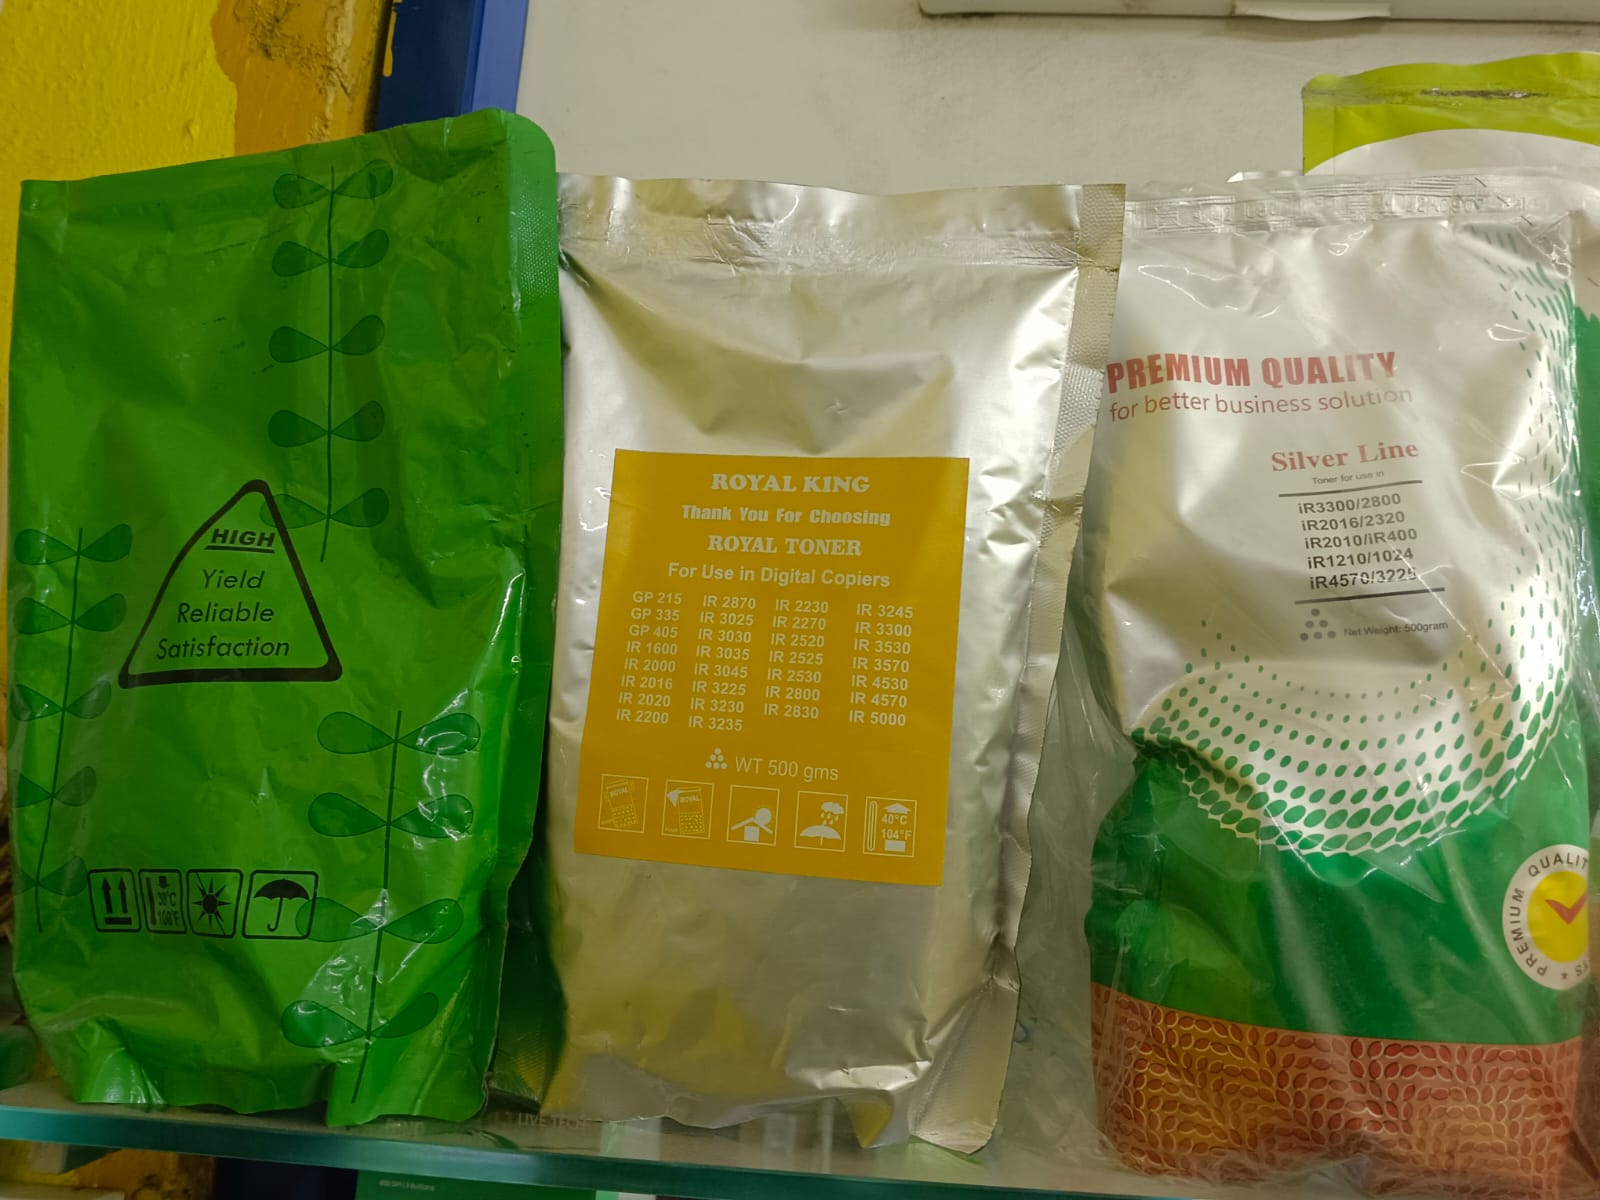 HIGH
Yield
Reliable
Satisfaction
38°C
100°F
ROYAL KING
Thank You For Choosing
ROYAL TONER
For Use in Digital Copiers
GP 215 IR 2870 IR 2230 IR 3245
GP 335 IR 3025 IR 2270 IR 3300
GP 405 IR 3030 IR 2520 IR 3530
IR 1600 IR 3035 IR 2525 IR 3570
IR 2000 IR 3045 IR 2530 IR 4530
IR 2016 IR 3225 IR 2800 IR 4570
IR 2020 IR 3230 IR 2830 IR 5000
IR 2200 IR 3235
WT 500 gms
ROYAL
ROYAL
40°C
104°F
PREMIUM QUALITY
for better business solution
Silver Line
Toner for use in
iR3300/2800
iR2016/2320
iR2010/iR400
iR1210/1024
iR4570/3225
Net Weight: 500gram
PREMIUM QUALIT